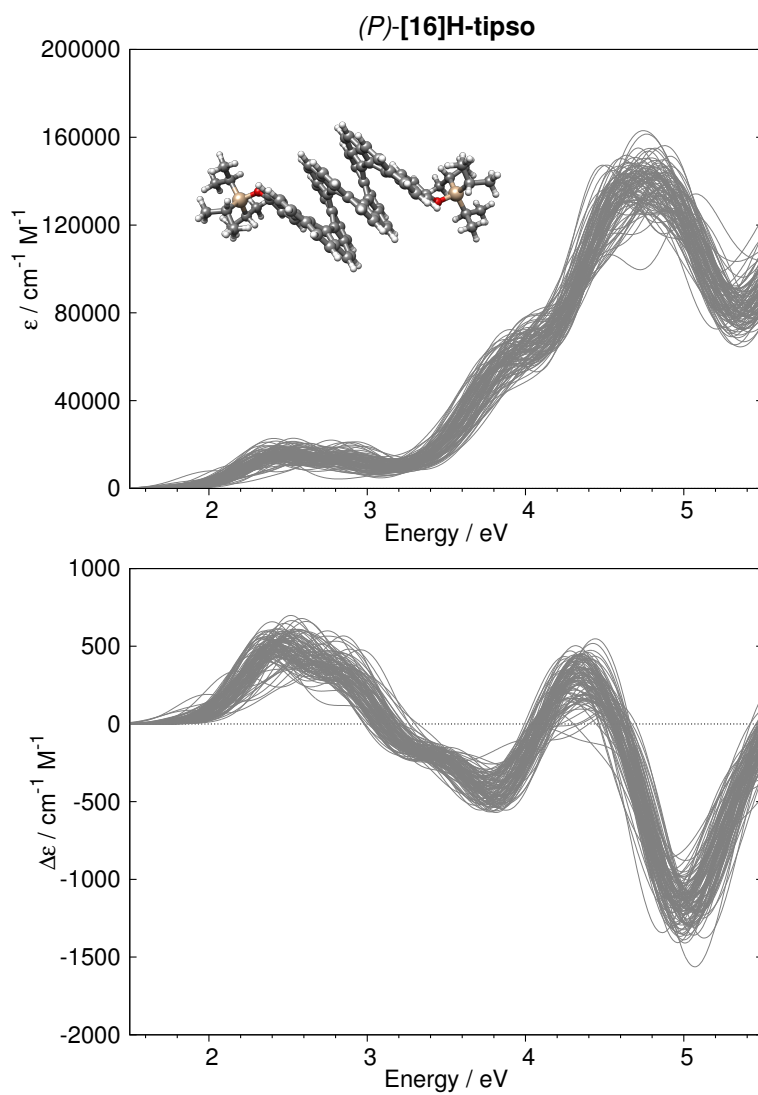 (P)-[16]H-tipso
200000
160000
120000
80000
40000
0
ε / cm⁻¹ M⁻¹
2 3 4 5
Energy / eV
1000
500
0
-500
-1000
-1500
-2000
Δε / cm⁻¹ M⁻¹
2 3 4 5
Energy / eV